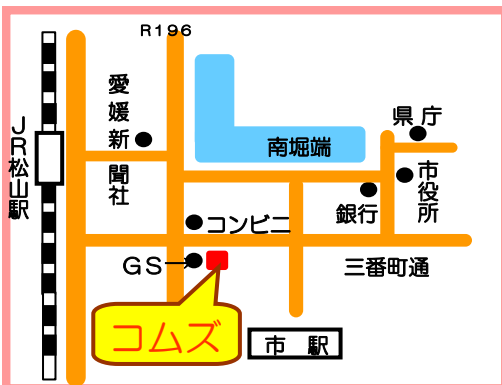 R196
愛媛新聞社
県庁
JR松山駅
南堀端
市役所
銀行
コンビニ
GS
三番町通
コムズ
市 駅